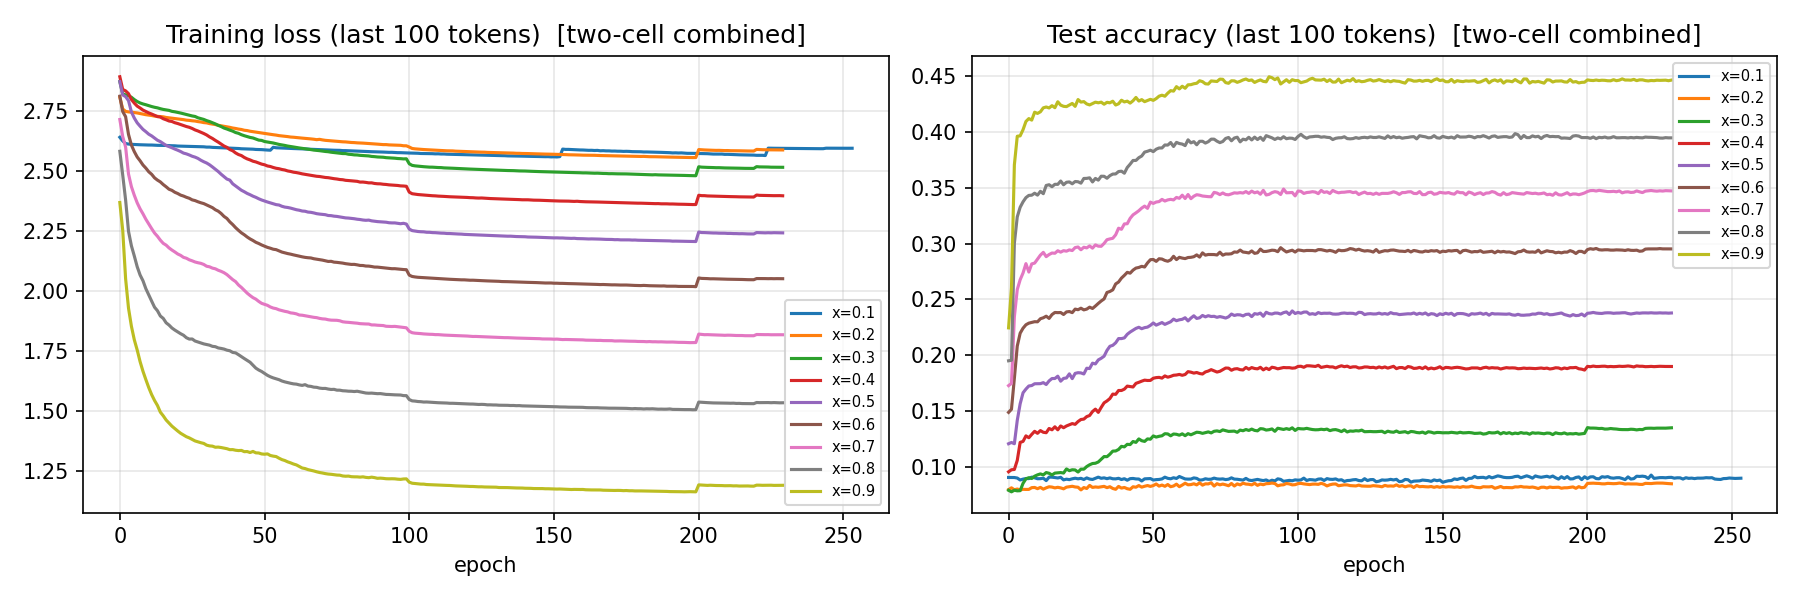 Training loss (last 100 tokens)  [two-cell combined]
2.75
2.50
2.25
2.00
1.75
1.50
1.25
0 50 100 150 200 250
epoch
x=0.1
x=0.2
x=0.3
x=0.4
x=0.5
x=0.6
x=0.7
x=0.8
x=0.9
Test accuracy (last 100 tokens)  [two-cell combined]
0.45
0.40
0.35
0.30
0.25
0.20
0.15
0.10
0 50 100 150 200 250
epoch
x=0.1
x=0.2
x=0.3
x=0.4
x=0.5
x=0.6
x=0.7
x=0.8
x=0.9